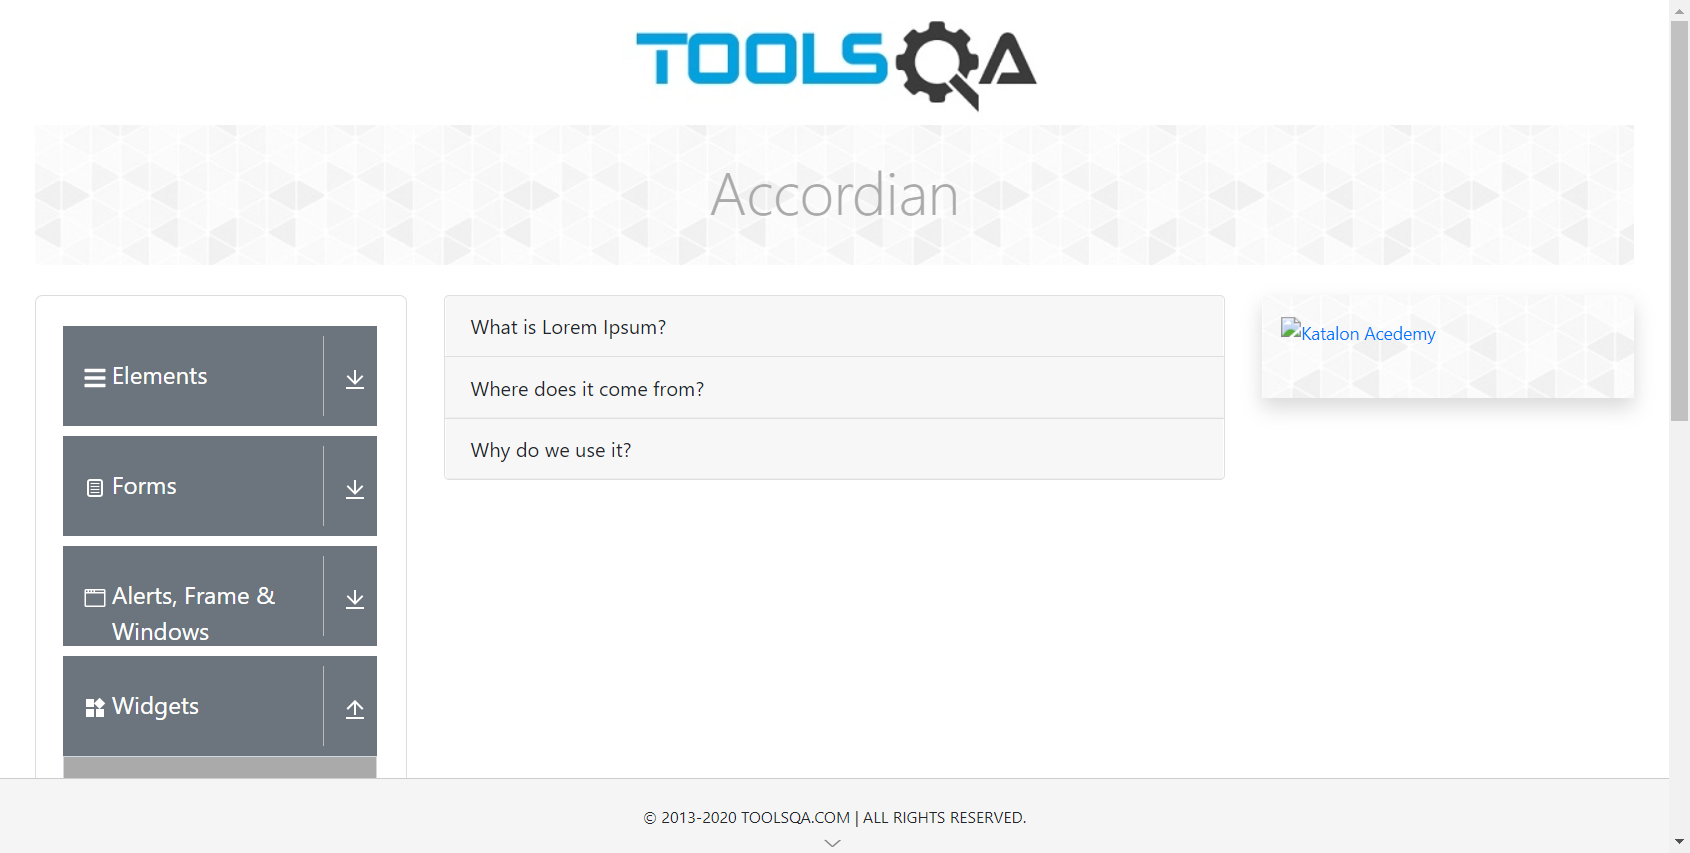 TOOLSQA
Accordian
Elements
Forms
Alerts, Frame &
Windows
Widgets
What is Lorem Ipsum?
Where does it come from?
Why do we use it?
Katalon Acedemy
© 2013-2020 TOOLSQA.COM | ALL RIGHTS RESERVED.